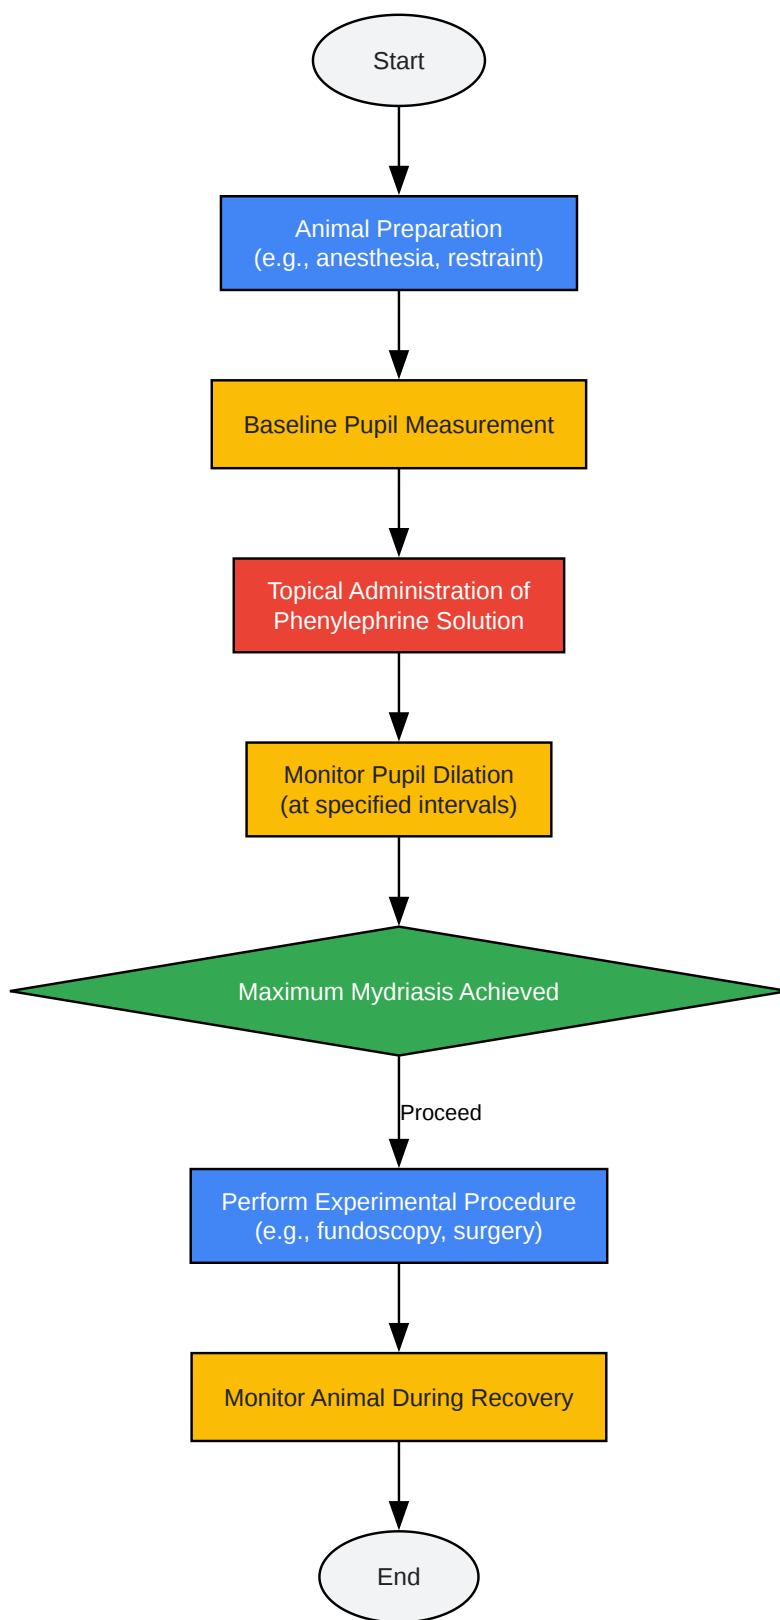 Start
Animal Preparation
(e.g., anesthesia, restraint)
Baseline Pupil Measurement
Topical Administration of
Phenylephrine Solution
Monitor Pupil Dilation
(at specified intervals)
Maximum Mydriasis Achieved
Proceed
Perform Experimental Procedure
(e.g., fundoscopy, surgery)
Monitor Animal During Recovery
End